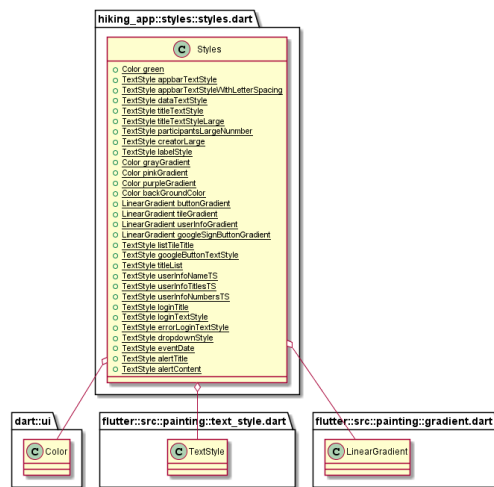 hiking_app::styles::styles.dart
C Styles
Color green
TextStyle appbarTextStyle
TextStyle appbarTextStyleWithLetterSpacing
TextStyle dataTextStyle
TextStyle titleTextStyle
TextStyle titleTextStyleLarge
TextStyle participantsLargeNunmber
TextStyle creatorLarge
TextStyle labelStyle
Color grayGradient
Color pinkGradient
Color purpleGradient
Color backGroundColor
LinearGradient buttonGradient
LinearGradient tileGradient
LinearGradient userInfoGradient
LinearGradient googleSignButtonGradient
TextStyle listTileTitle
TextStyle googleButtonTextStyle
TextStyle titleList
TextStyle userInfoNameTS
TextStyle userInfoTitlesTS
TextStyle userInfoNumbersTS
TextStyle loginTitle
TextStyle loginTextStyle
TextStyle errorLoginTextStyle
TextStyle dropdownStyle
TextStyle eventDate
TextStyle alertTitle
TextStyle alertContent
dart::ui
C Color
flutter::src::painting::text_style.dart
C TextStyle
flutter::src::painting::gradient.dart
C LinearGradient